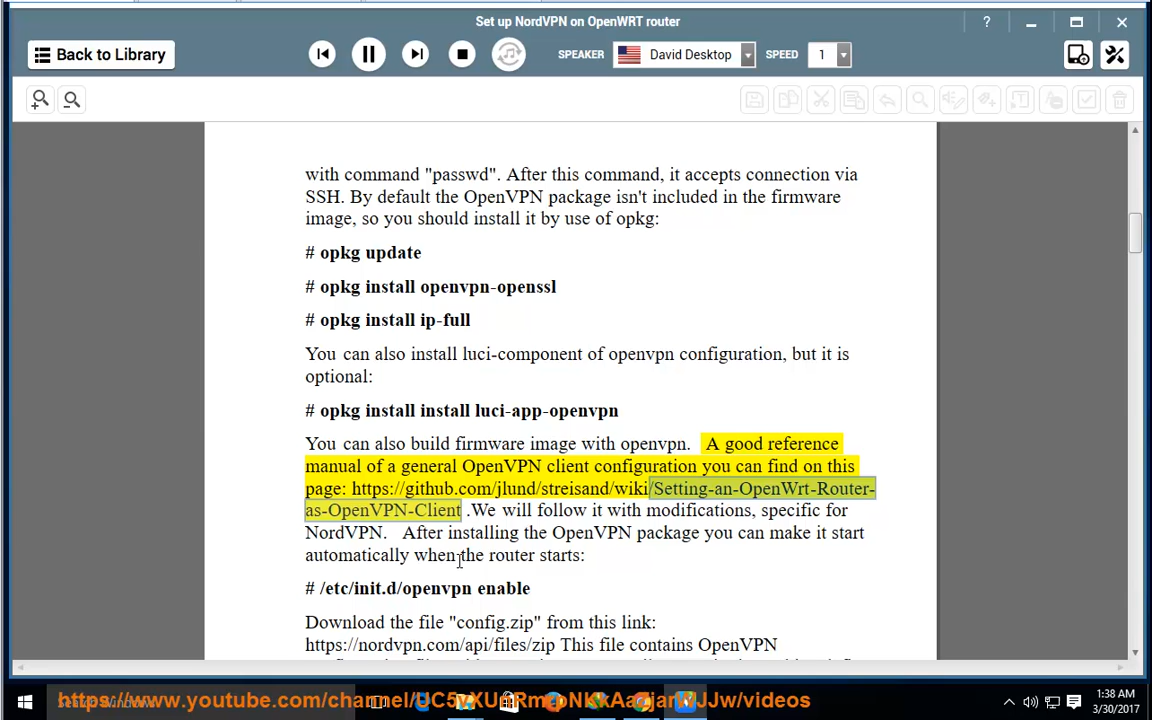 Set up NordVPN on OpenWRT router
?
Back to Library
SPEAKER
David Desktop
SPEED
1
with command "passwd". After this command, it accepts connection via
SSH. By default the OpenVPN package isn't included in the firmware
image, so you should install it by use of opkg:
# opkg update
# opkg install openvpn-openssl
# opkg install ip-full
You can also install luci-component of openvpn configuration, but it is
optional:
# opkg install install luci-app-openvpn
You can also build firmware image with openvpn. A good reference
manual of a general OpenVPN client configuration you can find on this
page: https://github.com/jlund/streisand/wiki/Setting-an-OpenWrt-Router-
as-OpenVPN-Client .We will follow it with modifications, specific for
NordVPN. After installing the OpenVPN package you can make it start
automatically when the router starts:
# /etc/init.d/openvpn enable
Download the file "config.zip" from this link:
https://nordvpn.com/api/files/zip This file contains OpenVPN
Search Windows
1:38 AM
3/30/2017